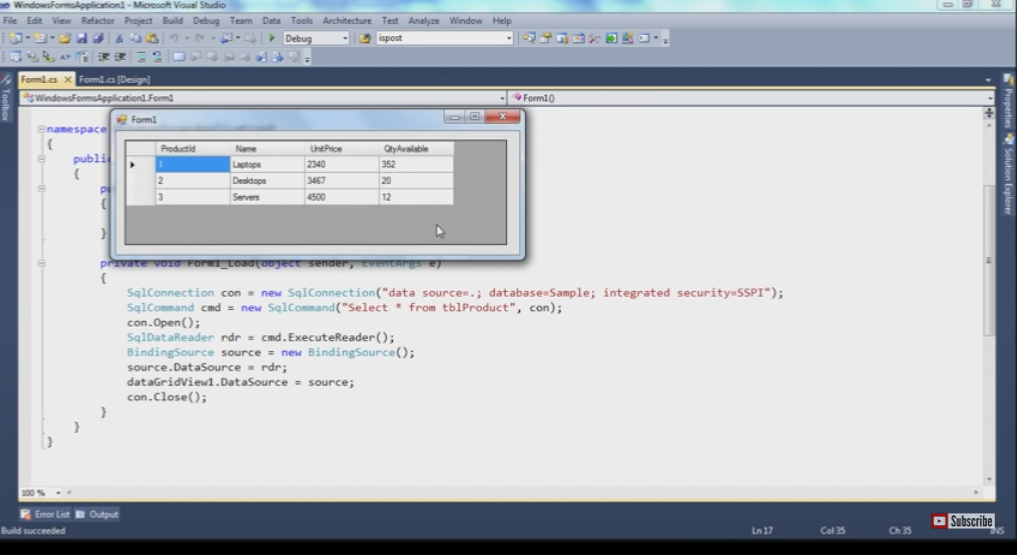 WindowsFormsApplication1 - Microsoft Visual Studio
File Edit View Refactor Project Build Debug Team Data Tools Architecture Test Analyze Window Help
Debug ispost
Form1.cs Form1.cs [Design]
WindowsFormsApplication1.Form1 Form1()
Toolbox
Properties
Solution Explorer
namespace
{
public
{
Form1
ProductId Name UnitPrice QtyAvailable
1 Laptops 2340 352
2 Desktops 3467 20
3 Servers 4500 12
{
}
private void Form1_Load(object sender, EventArgs e)
{
SqlConnection con = new SqlConnection("data source=.; database=Sample; integrated security=SSPI");
SqlCommand cmd = new SqlCommand("Select * from tblProduct", con);
con.Open();
SqlDataReader rdr = cmd.ExecuteReader();
BindingSource source = new BindingSource();
source.DataSource = rdr;
dataGridView1.DataSource = source;
con.Close();
}
}
}
100 %
Error List Output
Build succeeded Ln 17 Col 35 Ch 35 INS
Subscribe